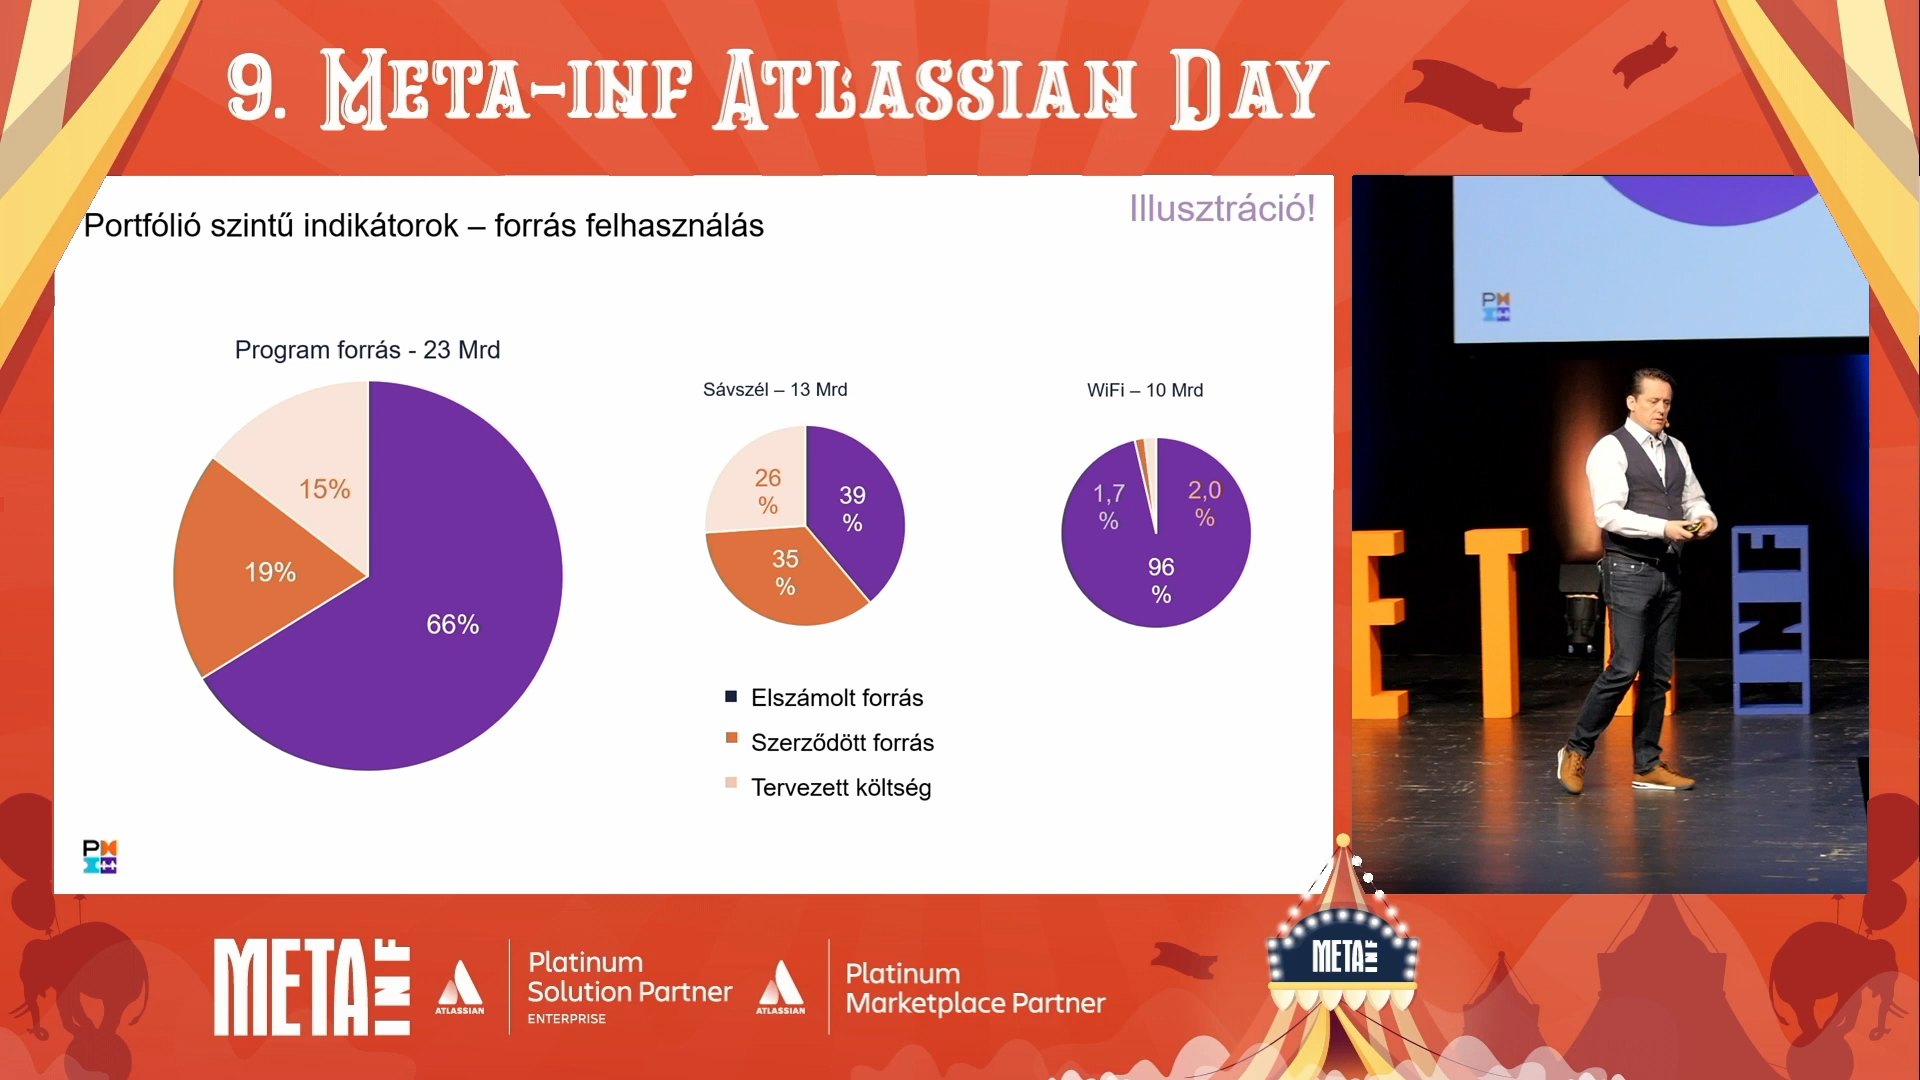 9. META-INF ATLASSIAN DAY
Illusztráció!
Portfólió szintű indikátorok – forrás felhasználás
Program forrás - 23 Mrd
15%
19%
66%
Sávszél – 13 Mrd
26
%
39
%
35
%
WiFi – 10 Mrd
1,7
%
2,0
%
96
%
Elszámolt forrás
Szerződött forrás
Tervezett költség
PM
E T
INF
META INF
ATLASSIAN
Platinum
Solution Partner
ENTERPRISE
ATLASSIAN
Platinum
Marketplace Partner
META INF